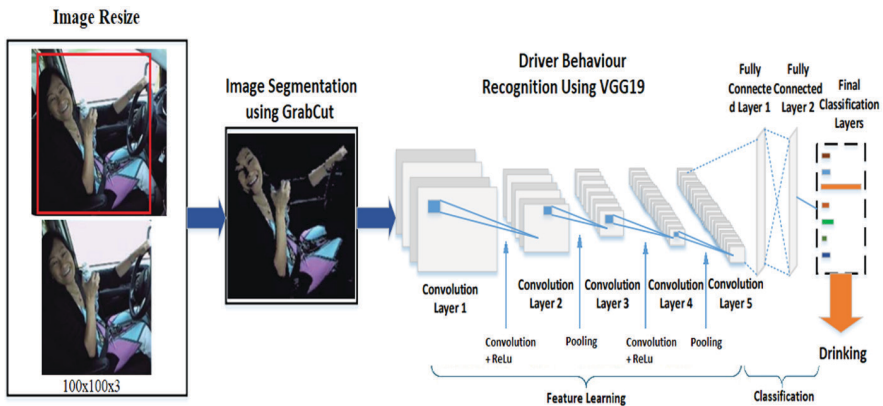 Image Resize
100x100x3
Image Segmentation
using GrabCut
Driver Behaviour
Recognition Using VGG19
Convolution
Layer 1
Convolution
Layer 2
Convolution
Layer 3
Convolution
Layer 4
Convolution
Layer 5
Convolution
+ReLu
Pooling
Convolution
+ReLu
Pooling
Feature Learning
Fully
Connecte
d Layer 1
Fully
Connected
Layer 2
Final
Classification
Layers
Drinking
Classification